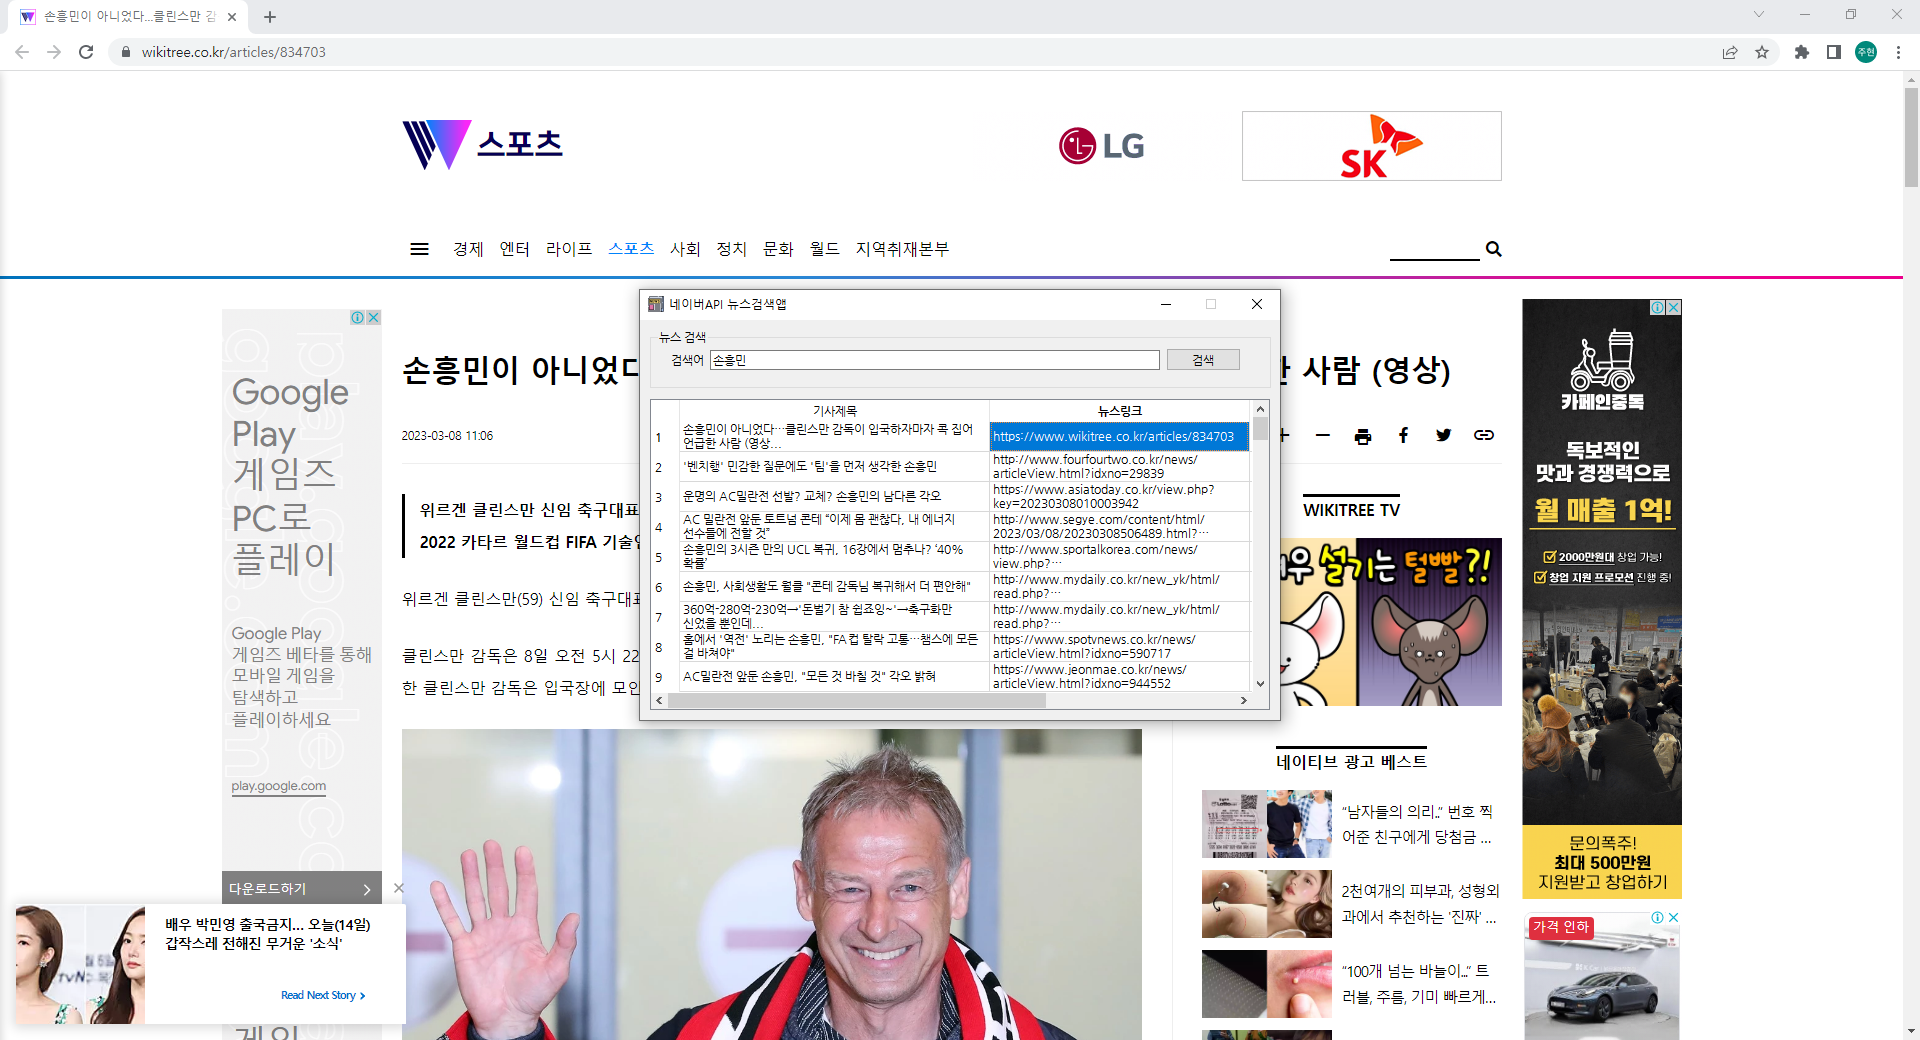 손흥민이 아니었다...클린스만 감
wikitree.co.kr/articles/834703
주현
스포츠
LG
SK
경제 엔터 라이프 스포츠 사회 정치 문화 월드 지역취재본부
손흥민이 아니었다
사람 (영상)
2023-03-08 11:06
위르겐 클린스만 신임 축구대표
2022 카타르 월드컵 FIFA 기술연
위르겐 클린스만(59) 신임 축구대표
클린스만 감독은 8일 오전 5시 22
한 클린스만 감독은 입국장에 모인
네이버API 뉴스검색앱
뉴스 검색
검색어 손흥민 검색
기사제목 뉴스링크
1 손흥민이 아니었다…클린스만 감독이 입국하자마자 콕 집어
언급한 사람 (영상...
https://www.wikitree.co.kr/articles/834703
2 '벤치행' 민감한 질문에도 '팀'을 먼저 생각한 손흥민
http://www.fourfourtwo.co.kr/news/
articleView.html?idxno=29839
3 운명의 AC밀란전 선발? 교체? 손흥민의 남다른 각오
https://www.asiatoday.co.kr/view.php?
key=20230308010003942
4 AC 밀란전 앞둔 토트넘 콘테 “이제 몸 괜찮다, 내 에너지
선수들에 전할 것”
http://www.segye.com/content/html/
2023/03/08/20230308506489.html?…
5 손흥민의 3시즌 만의 UCL 복귀, 16강에서 멈추나? ‘40%
확률’
http://www.sportalkorea.com/news/
view.php?…
6 손흥민, 사회생활도 월클 "콘테 감독님 복귀해서 더 편안해"
http://www.mydaily.co.kr/new_yk/html/
read.php?…
7 360억-280억-230억→'돈벌기 참 쉽죠잉~'→축구화만
신었을 뿐인데...
http://www.mydaily.co.kr/new_yk/html/
read.php?…
8 홈에서 '역전' 노리는 손흥민, "FA컵 탈락 고통…챔스에 모든
걸 바쳐야"
https://www.spotvnews.co.kr/news/
articleView.html?idxno=590717
9 AC밀란전 앞둔 손흥민, "모든 것 바칠 것" 각오 밝혀
https://www.jeonmae.co.kr/news/
articleView.html?idxno=944552
Google
Play
게임즈
PC로
플레이
Google Play
게임즈 베타를 통해
모바일 게임을
탐색하고
플레이하세요
play.google.com
다운로드하기
배우 박민영 출국금지... 오늘(14일)
갑작스레 전해진 무거운 '소식'
Read Next Story
게임
WIKITREE TV
설기는 털빨?!
네이티브 광고 베스트
“남자들의 의리..” 번호 찍
어준 친구에게 당첨금 ...
2천여개의 피부과, 성형외
과에서 추천하는 '진짜' ...
“100개 넘는 바늘이...” 트
러블, 주름, 기미 빠르게...
카페인중독
독보적인
맛과 경쟁력으로
월 매출 1억!
2000만원대 창업 가능!
창업 지원 프로모션 진행 중!
문의폭주!
최대 500만원
지원받고 창업하기
가격 인하